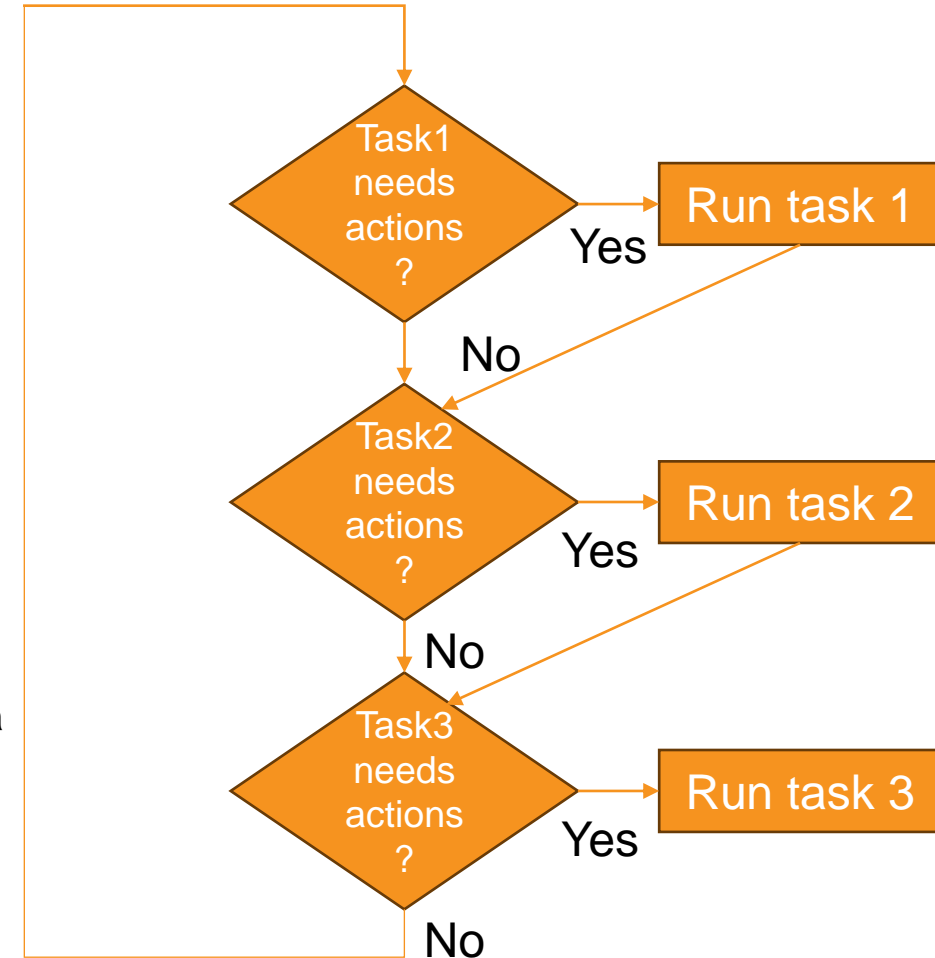 Task1
needs
actions
?
Yes
Run task 1
No
Task2
needs
actions
?
Yes
Run task 2
No
Task3
needs
actions
?
Yes
Run task 3
No